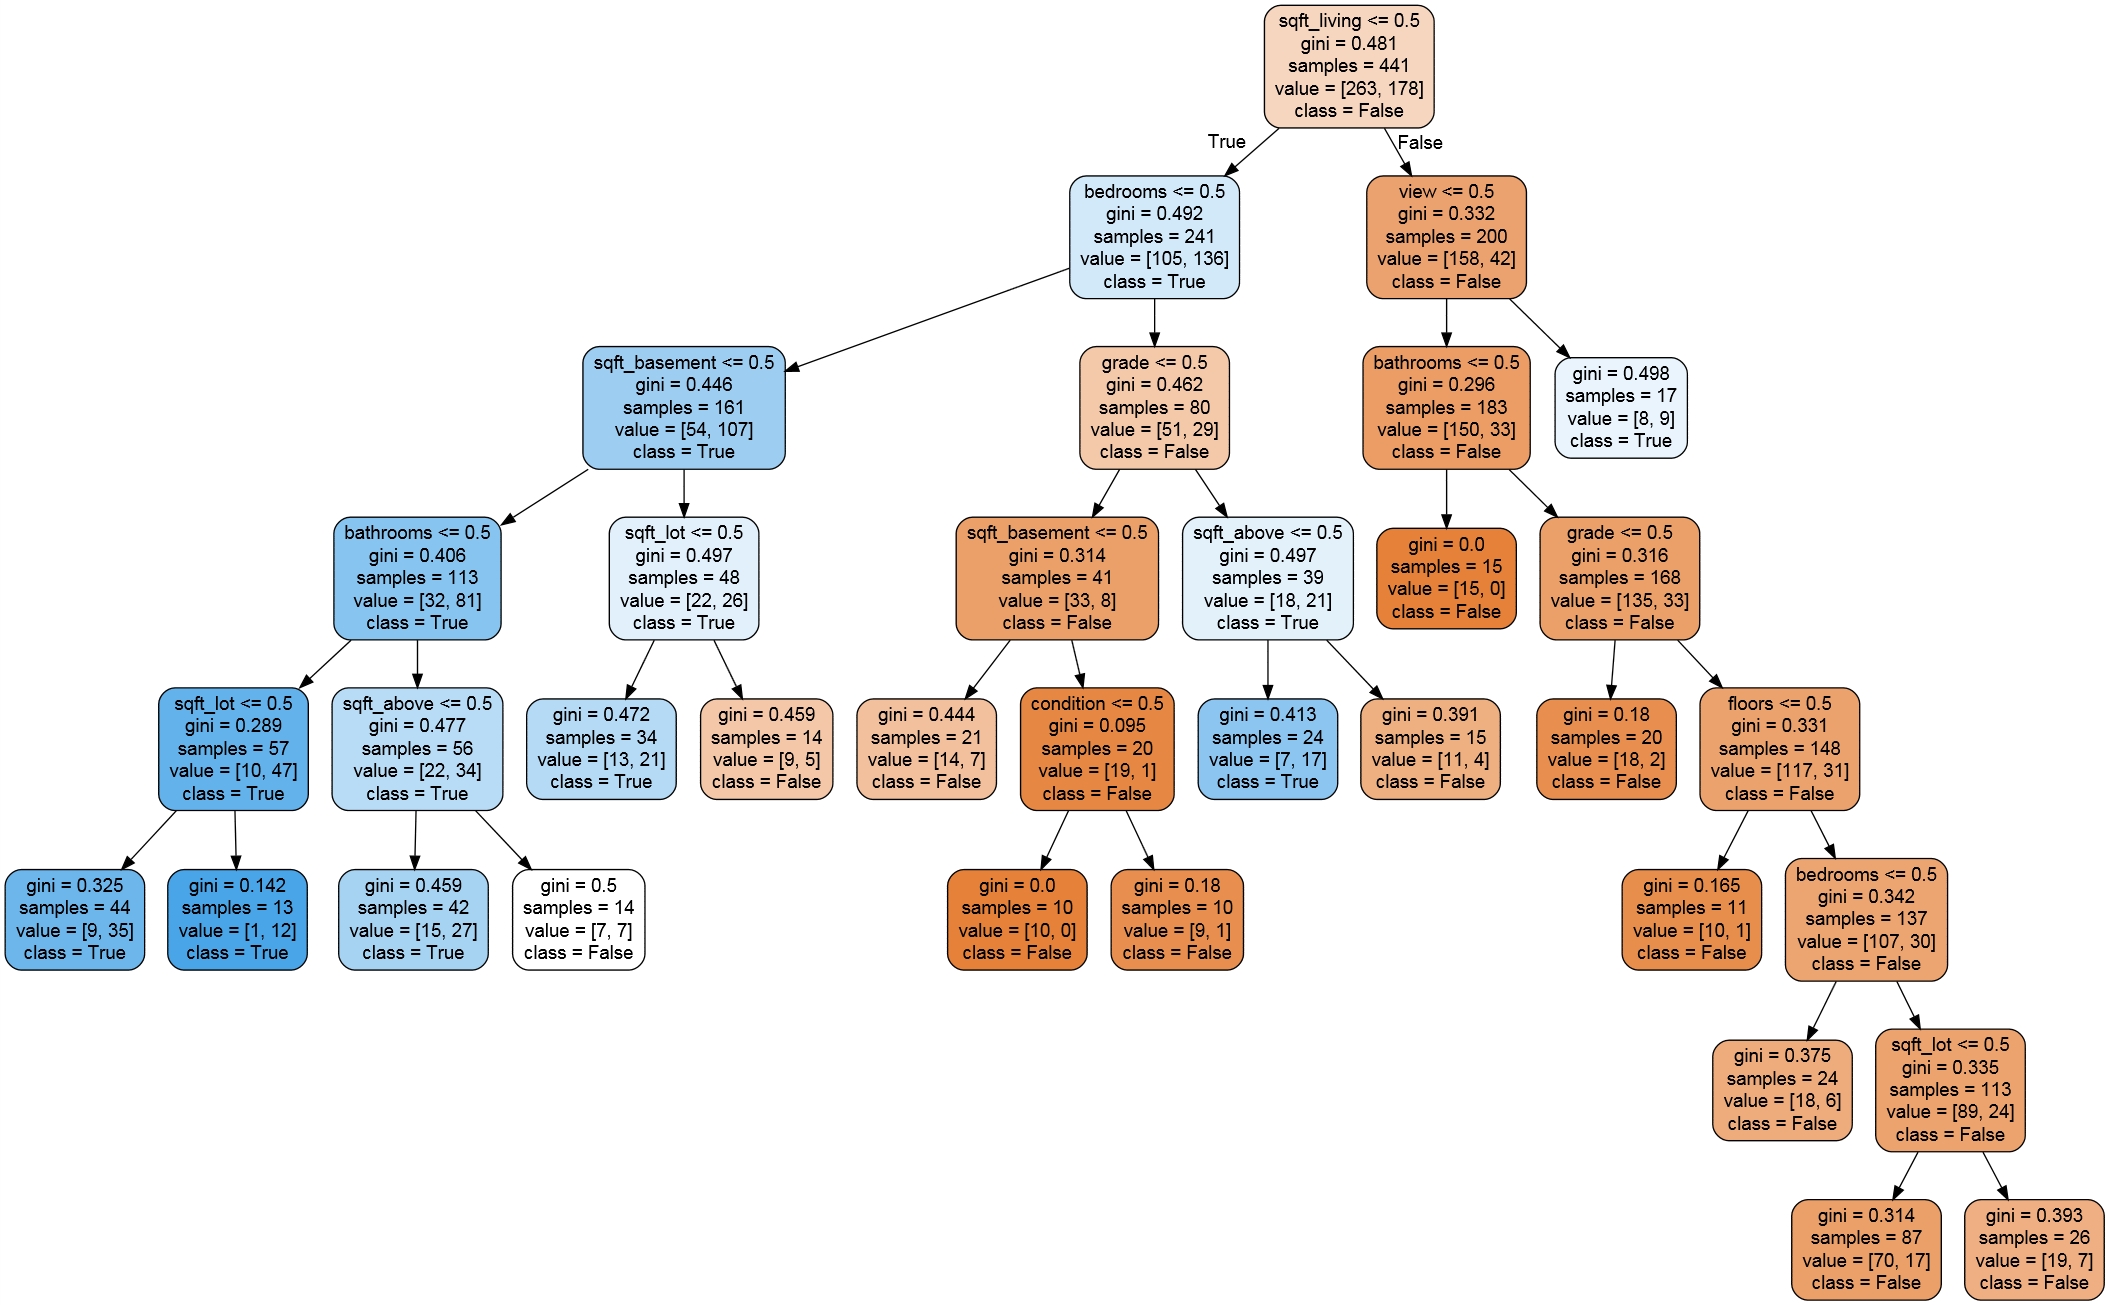 sqft_living <= 0.5
gini = 0.481
samples = 441
value = [263, 178]
class = False
True
False
bedrooms <= 0.5
gini = 0.492
samples = 241
value = [105, 136]
class = True
view <= 0.5
gini = 0.332
samples = 200
value = [158, 42]
class = False
sqft_basement <= 0.5
gini = 0.446
samples = 161
value = [54, 107]
class = True
grade <= 0.5
gini = 0.462
samples = 80
value = [51, 29]
class = False
bathrooms <= 0.5
gini = 0.296
samples = 183
value = [150, 33]
class = False
gini = 0.498
samples = 17
value = [8, 9]
class = True
bathrooms <= 0.5
gini = 0.406
samples = 113
value = [32, 81]
class = True
sqft_lot <= 0.5
gini = 0.497
samples = 48
value = [22, 26]
class = True
sqft_basement <= 0.5
gini = 0.314
samples = 41
value = [33, 8]
class = False
sqft_above <= 0.5
gini = 0.497
samples = 39
value = [18, 21]
class = True
gini = 0.0
samples = 15
value = [15, 0]
class = False
grade <= 0.5
gini = 0.316
samples = 168
value = [135, 33]
class = False
sqft_lot <= 0.5
gini = 0.289
samples = 57
value = [10, 47]
class = True
sqft_above <= 0.5
gini = 0.477
samples = 56
value = [22, 34]
class = True
gini = 0.472
samples = 34
value = [13, 21]
class = True
gini = 0.459
samples = 14
value = [9, 5]
class = False
gini = 0.444
samples = 21
value = [14, 7]
class = False
condition <= 0.5
gini = 0.095
samples = 20
value = [19, 1]
class = False
gini = 0.413
samples = 24
value = [7, 17]
class = True
gini = 0.391
samples = 15
value = [11, 4]
class = False
gini = 0.18
samples = 20
value = [18, 2]
class = False
floors <= 0.5
gini = 0.331
samples = 148
value = [117, 31]
class = False
gini = 0.325
samples = 44
value = [9, 35]
class = True
gini = 0.142
samples = 13
value = [1, 12]
class = True
gini = 0.459
samples = 42
value = [15, 27]
class = True
gini = 0.5
samples = 14
value = [7, 7]
class = False
gini = 0.0
samples = 10
value = [10, 0]
class = False
gini = 0.18
samples = 10
value = [9, 1]
class = False
gini = 0.165
samples = 11
value = [10, 1]
class = False
bedrooms <= 0.5
gini = 0.342
samples = 137
value = [107, 30]
class = False
gini = 0.375
samples = 24
value = [18, 6]
class = False
sqft_lot <= 0.5
gini = 0.335
samples = 113
value = [89, 24]
class = False
gini = 0.314
samples = 87
value = [70, 17]
class = False
gini = 0.393
samples = 26
value = [19, 7]
class = False